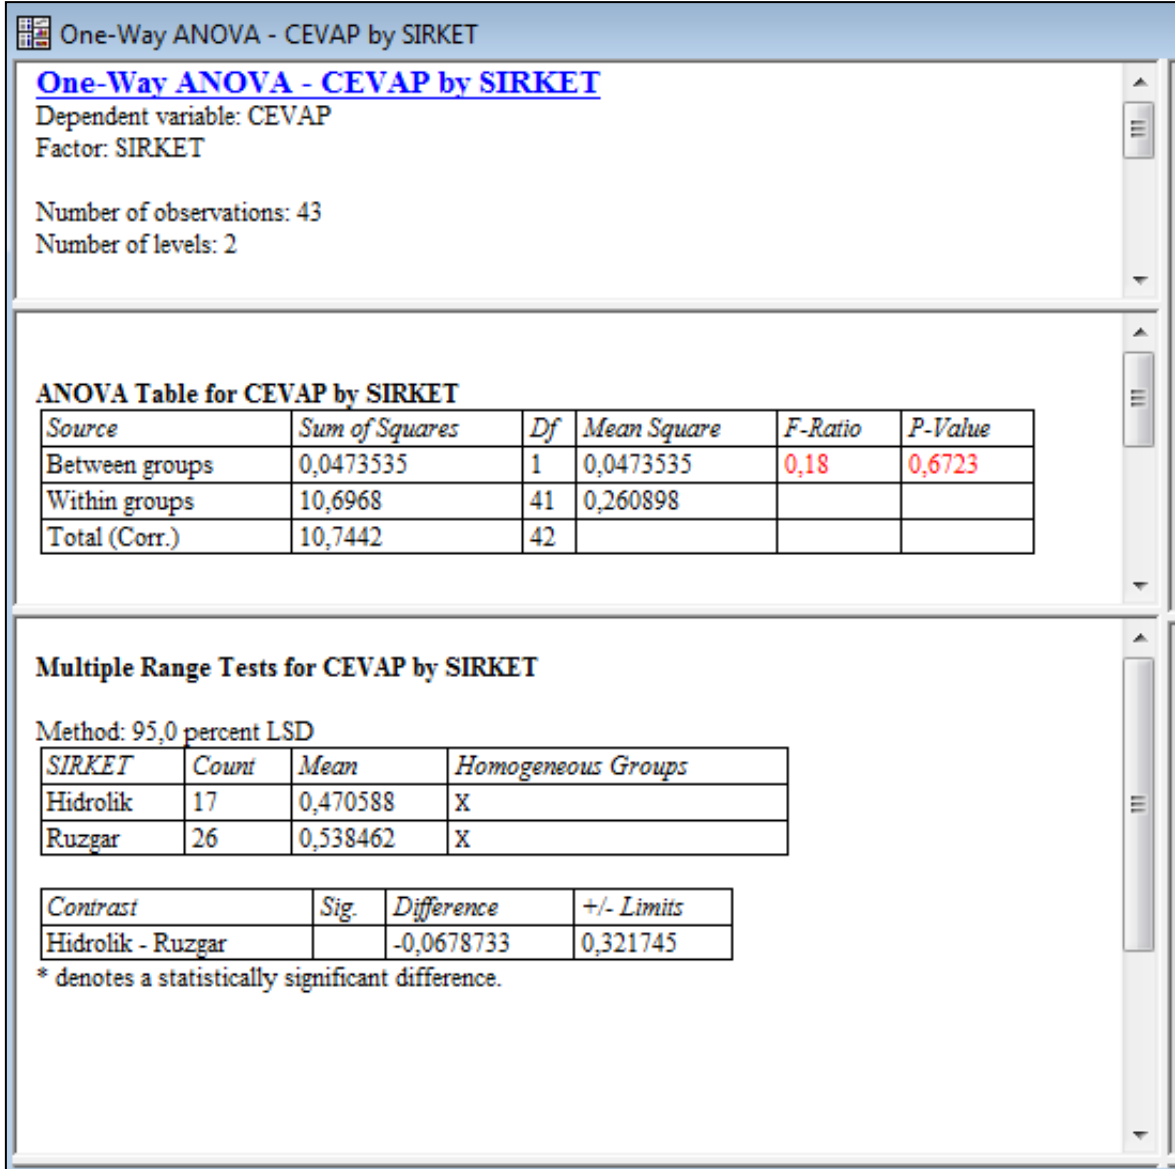 One-Way ANOVA - CEVAP by SIRKET
One-Way ANOVA - CEVAP by SIRKET
Dependent variable: CEVAP
Factor: SIRKET
Number of observations: 43
Number of levels: 2
ANOVA Table for CEVAP by SIRKET
Source Sum of Squares Df Mean Square F-Ratio P-Value
Between groups 0,0473535 1 0,0473535 0,18 0,6723
Within groups 10,6968 41 0,260898
Total (Corr.) 10,7442 42
Multiple Range Tests for CEVAP by SIRKET
Method: 95,0 percent LSD
SIRKET Count Mean Homogeneous Groups
Hidrolik 17 0,470588 X
Ruzgar 26 0,538462 X
Contrast Sig. Difference +/- Limits
Hidrolik - Ruzgar -0,0678733 0,321745
* denotes a statistically significant difference.